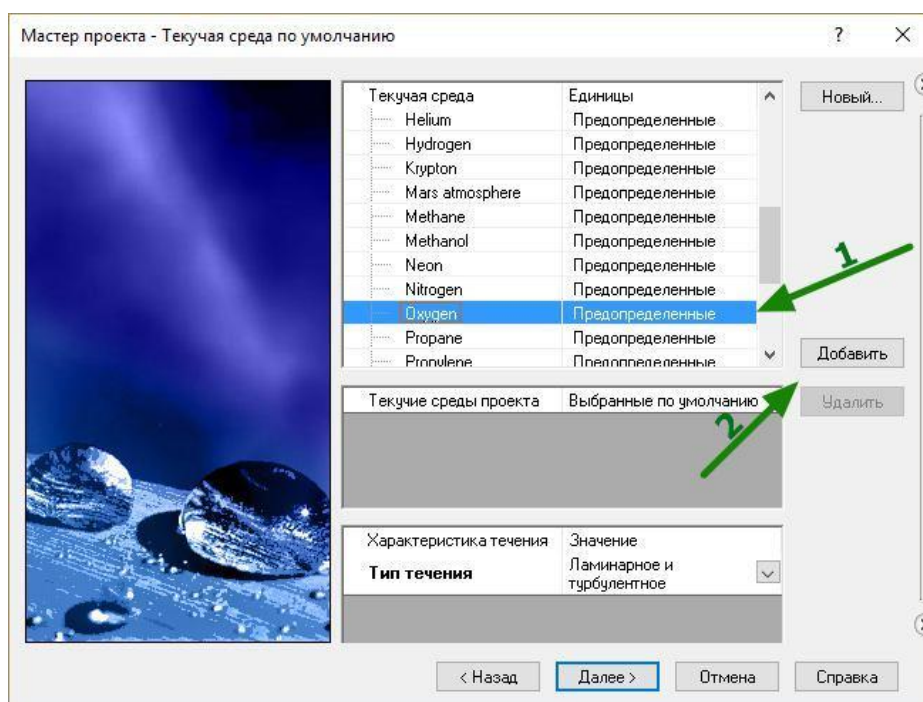 Мастер проекта - Текучая среда по умолчанию
?
Текучая среда Единицы
Новый...
Helium Предопределенные
Hydrogen Предопределенные
Krypton Предопределенные
Mars atmosphere Предопределенные
Methane Предопределенные
Methanol Предопределенные
Neon Предопределенные
1
Nitrogen Предопределенные
Oxygen Предопределенные
Propane Предопределенные
Добавить
Propylene Предопределенные
Текучие среды проекта Выбранные по умолчанию
Удалить
2
Характеристика течения Значение
Тип течения Ламинарное и
турбулентное
< Назад Далее > Отмена Справка